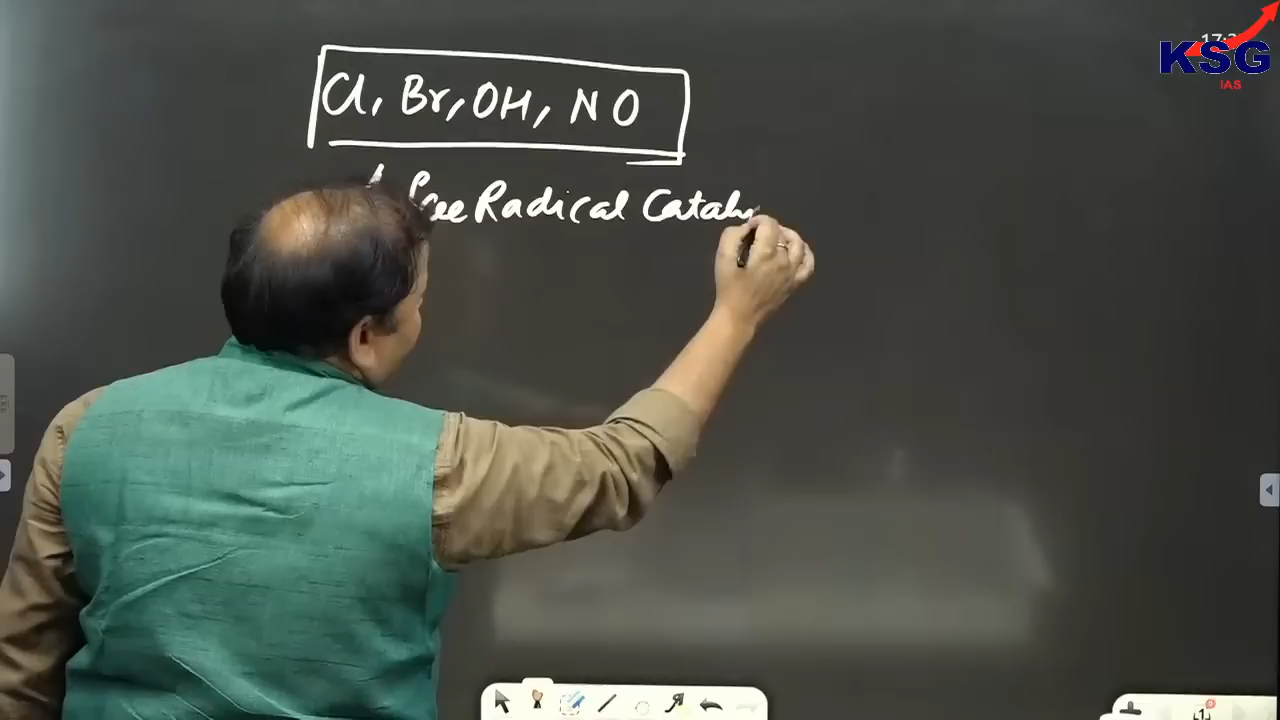 Cl, Br, OH, NO
Free Radical Cataly
KSG
IAS